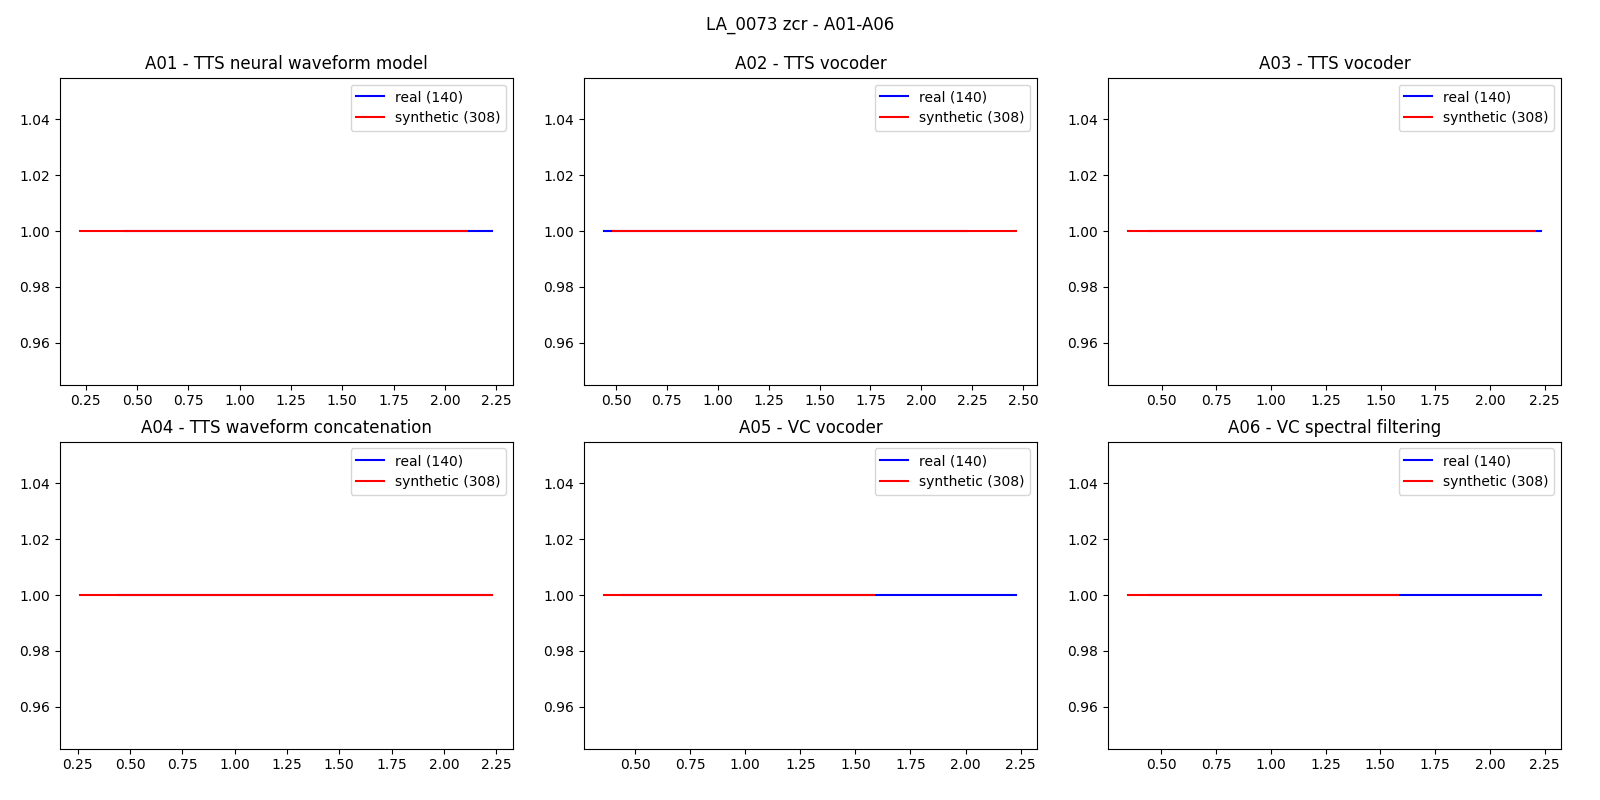 LA_0073 zcr - A01-A06
A01 - TTS neural waveform model
real (140)
synthetic (308)
1.04
1.02
1.00
0.98
0.96
0.25 0.50 0.75 1.00 1.25 1.50 1.75 2.00 2.25
A02 - TTS vocoder
real (140)
synthetic (308)
1.04
1.02
1.00
0.98
0.96
0.50 0.75 1.00 1.25 1.50 1.75 2.00 2.25 2.50
A03 - TTS vocoder
real (140)
synthetic (308)
1.04
1.02
1.00
0.98
0.96
0.50 0.75 1.00 1.25 1.50 1.75 2.00 2.25
A04 - TTS waveform concatenation
real (140)
synthetic (308)
1.04
1.02
1.00
0.98
0.96
0.25 0.50 0.75 1.00 1.25 1.50 1.75 2.00 2.25
A05 - VC vocoder
real (140)
synthetic (308)
1.04
1.02
1.00
0.98
0.96
0.50 0.75 1.00 1.25 1.50 1.75 2.00 2.25
A06 - VC spectral filtering
real (140)
synthetic (308)
1.04
1.02
1.00
0.98
0.96
0.50 0.75 1.00 1.25 1.50 1.75 2.00 2.25